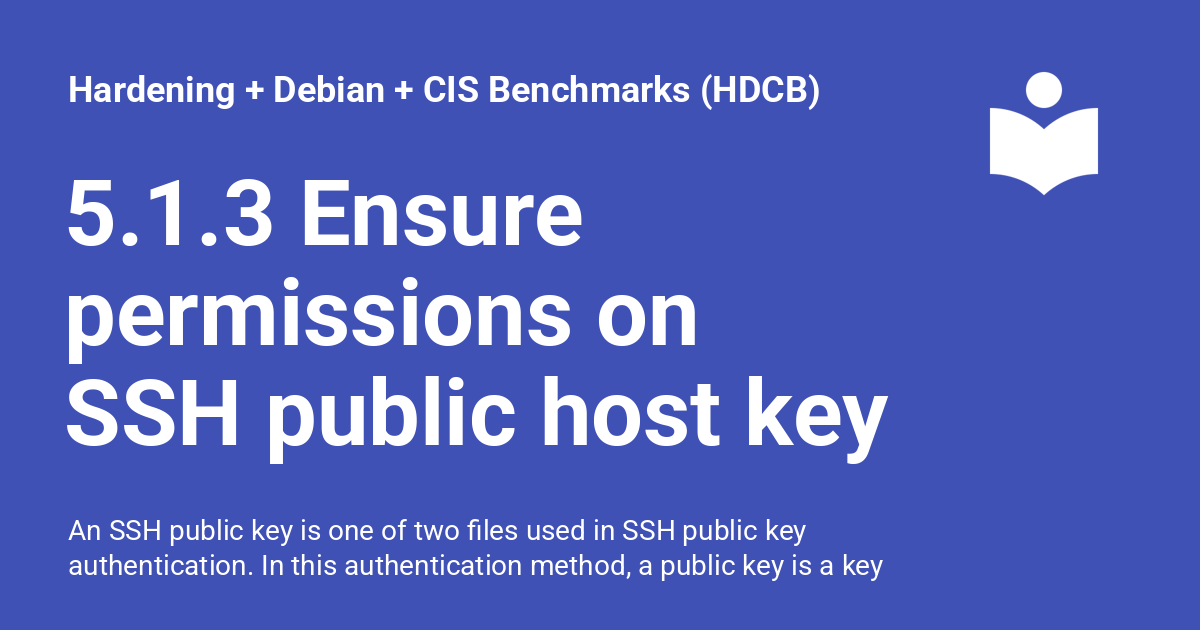 Hardening + Debian + CIS Benchmarks (HDCB)
5.1.3 Ensure
permissions on
SSH public host key
An SSH public key is one of two files used in SSH public key
authentication. In this authentication method, a public key is a key